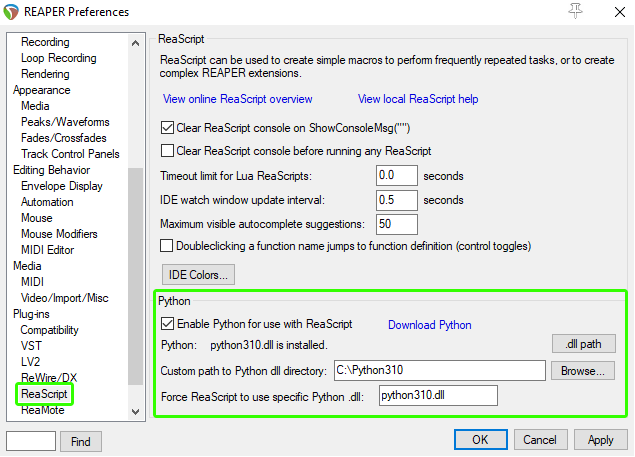 REAPER Preferences
Recording
Loop Recording
Rendering
Appearance
Media
Peaks/Waveforms
Fades/Crossfades
Track Control Panels
Editing Behavior
Envelope Display
Automation
Mouse
Mouse Modifiers
MIDI Editor
Media
MIDI
Video/Import/Misc
Plug-ins
Compatibility
VST
LV2
ReWire/DX
ReaScript
ReaMote
Find
ReaScript
ReaScript can be used to create simple macros to perform frequently repeated tasks, or to create
complex REAPER extensions.
View online ReaScript overview View local ReaScript help
Clear ReaScript console on ShowConsoleMsg("")
Clear ReaScript console before running any ReaScript
Timeout limit for Lua ReaScripts: 0.0 seconds
IDE watch window update interval: 0.5 seconds
Maximum visible autocomplete suggestions: 50
Doubleclicking a function name jumps to function definition (control toggles)
IDE Colors...
Python
Enable Python for use with ReaScript Download Python
Python: python310.dll is installed. .dll path
Custom path to Python dll directory: C:\Python310 Browse...
Force ReaScript to use specific Python .dll: python310.dll
OK Cancel Apply